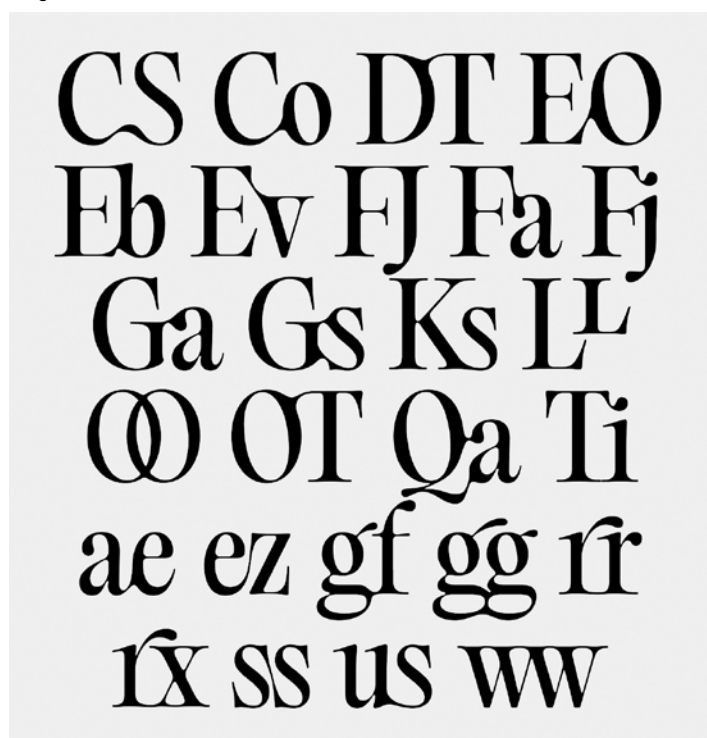 CS Co DT EO
Eb Ev FJ Fa Fj
Ga Gs Ks LL
OO OT Qa Ti
ae ez gf gg rr
rx ss us ww